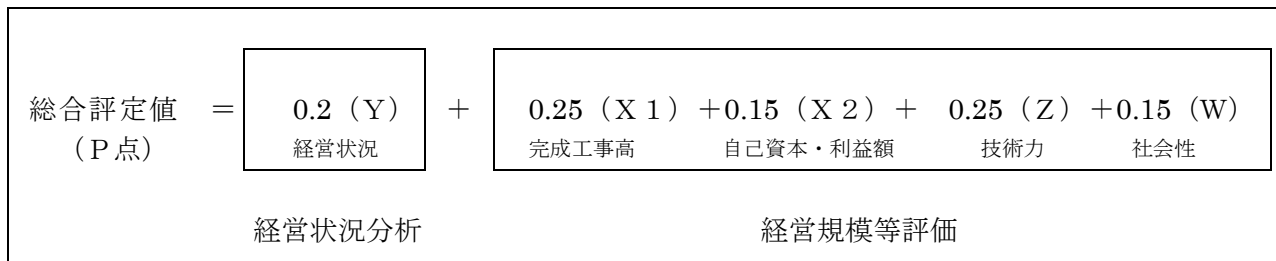 総合評定値 ＝ 0.2（Y） ＋ 0.25（Ｘ１）＋0.15（Ｘ２）＋ 0.25（Z）＋0.15（W）
（Ｐ点） 経営状況 完成工事高 自己資本・利益額 技術力 社会性
経営状況分析 経営規模等評価